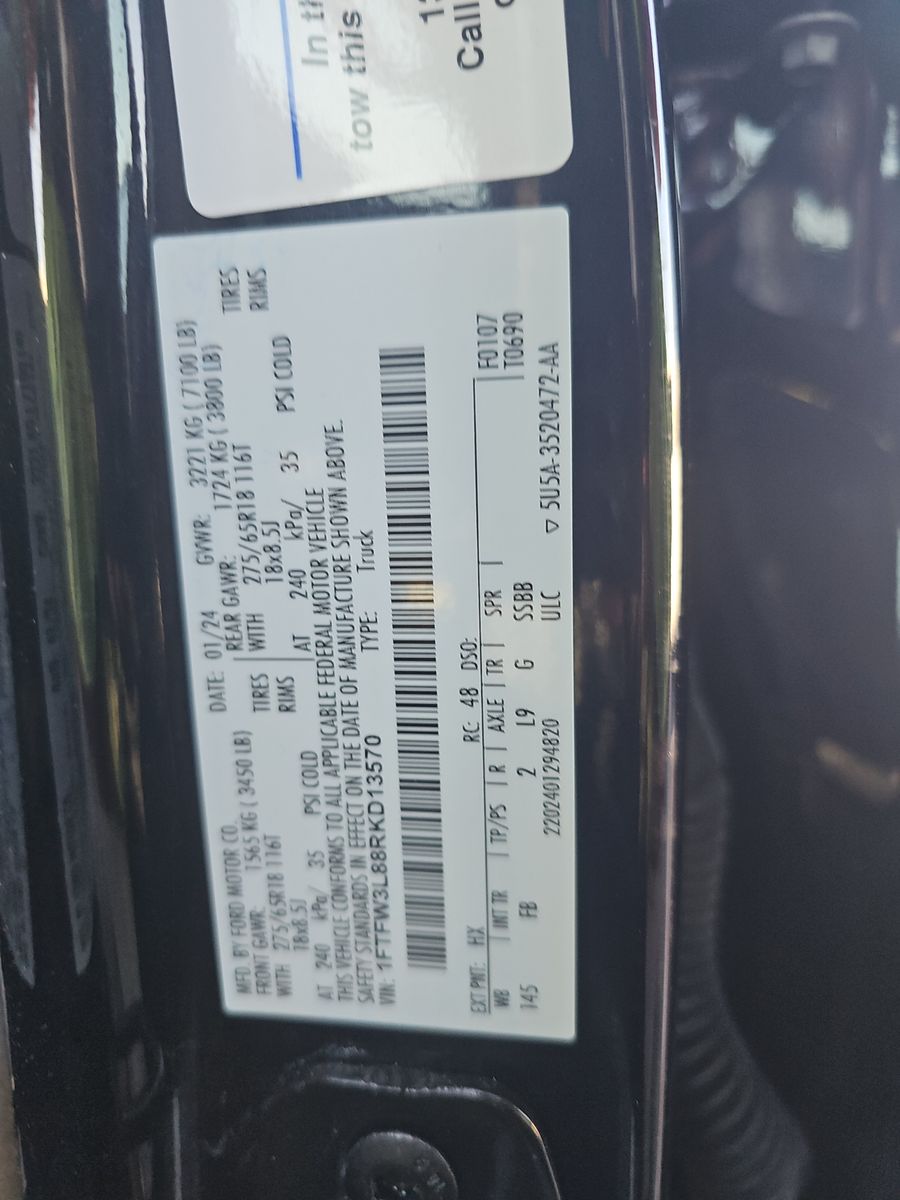 In th
tow this
Call
MFD. BY FORD MOTOR CO.
DATE: 01/24 GVWR: 3221 KG ( 7100 LB)
FRONT GAWR: 1565 KG ( 3450 LB) REAR GAWR: 1724 KG ( 3800 LB)
WITH 275/65R18 116T TIRES WITH 275/65R18 116T TIRES
18x8.5J RIMS 18x8.5J RIMS
AT 240 kPa/ 35 PSI COLD AT 240 kPa/ 35 PSI COLD
THIS VEHICLE CONFORMS TO ALL APPLICABLE FEDERAL MOTOR VEHICLE
SAFETY STANDARDS IN EFFECT ON THE DATE OF MANUFACTURE SHOWN ABOVE.
VIN: 1FTFW3L88RKD13570 TYPE: Truck
EXT PNT: HX RC: 48 DSO: F0107
WB INT TR TP/PS R AXLE TR SPR T0690
145 FB 2 L9 G SSBB
2202401294820 ULC ▽ 5U5A-3520472-AA